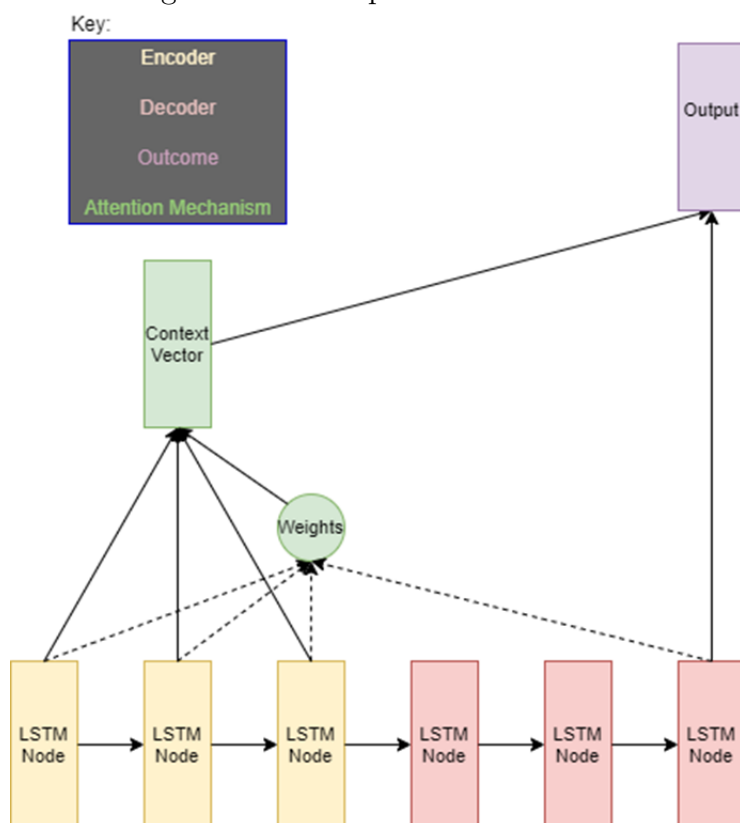 Key:
Encoder
Decoder
Outcome
Attention Mechanism
Output
Context
Vector
Weights
LSTM
Node
LSTM
Node
LSTM
Node
LSTM
Node
LSTM
Node
LSTM
Node